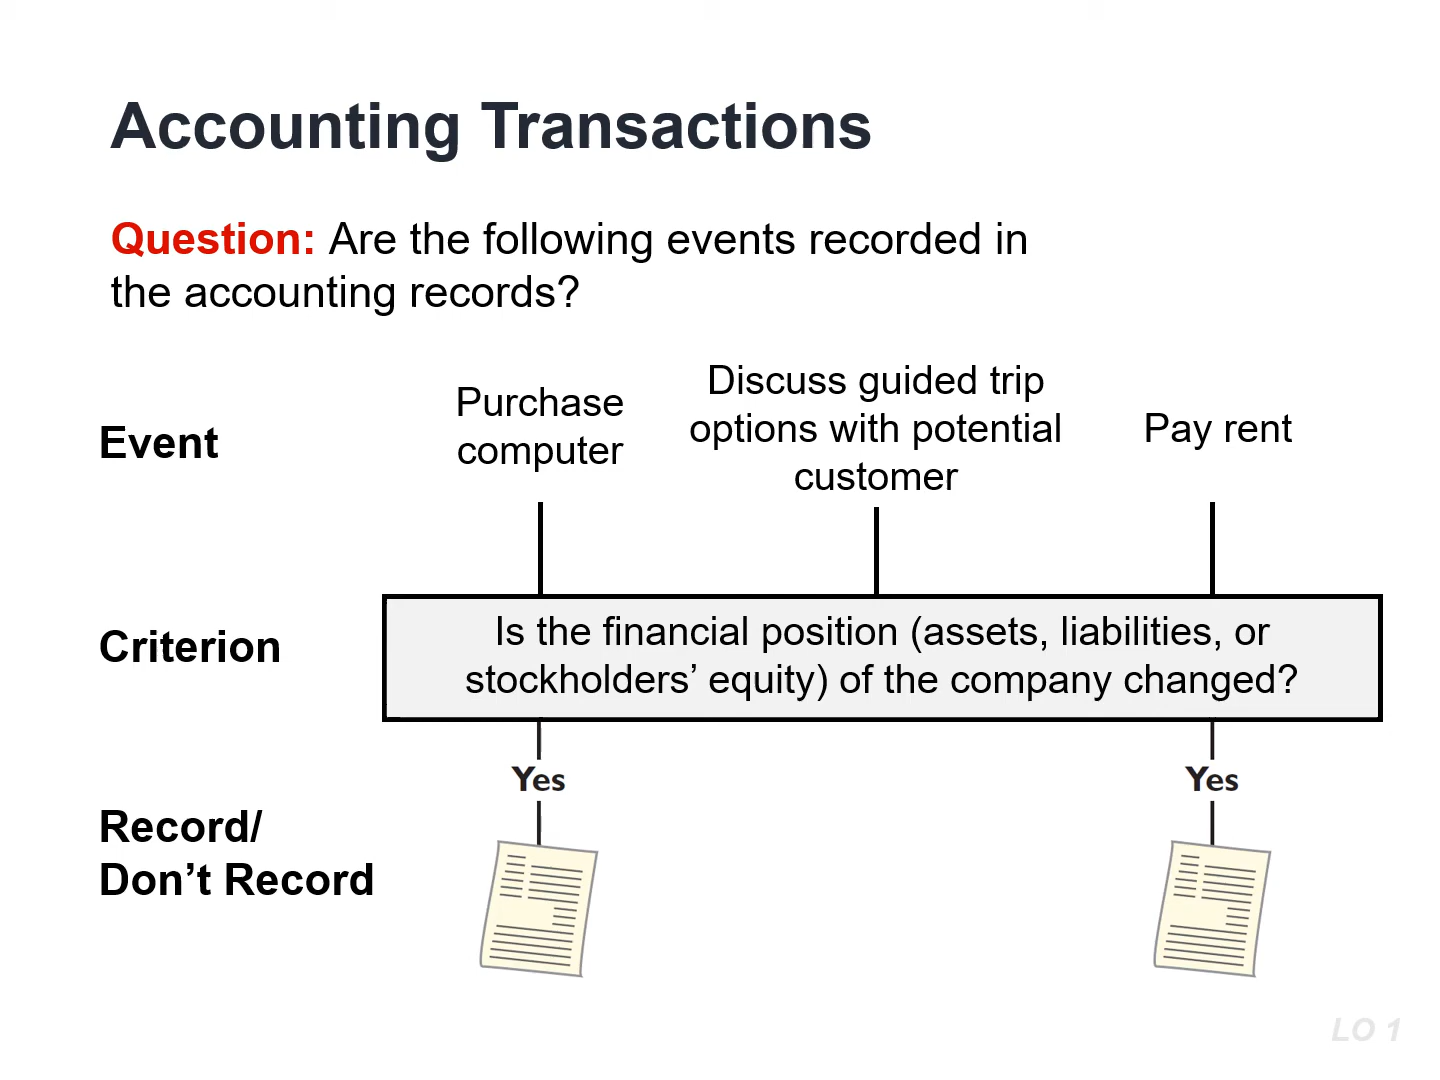 Accounting Transactions
Question: Are the following events recorded in
the accounting records?
Event
Purchase
computer
Discuss guided trip
options with potential
customer
Pay rent
Criterion
Is the financial position (assets, liabilities, or
stockholders’ equity) of the company changed?
Yes
Yes
Record/
Don’t Record
LO 1